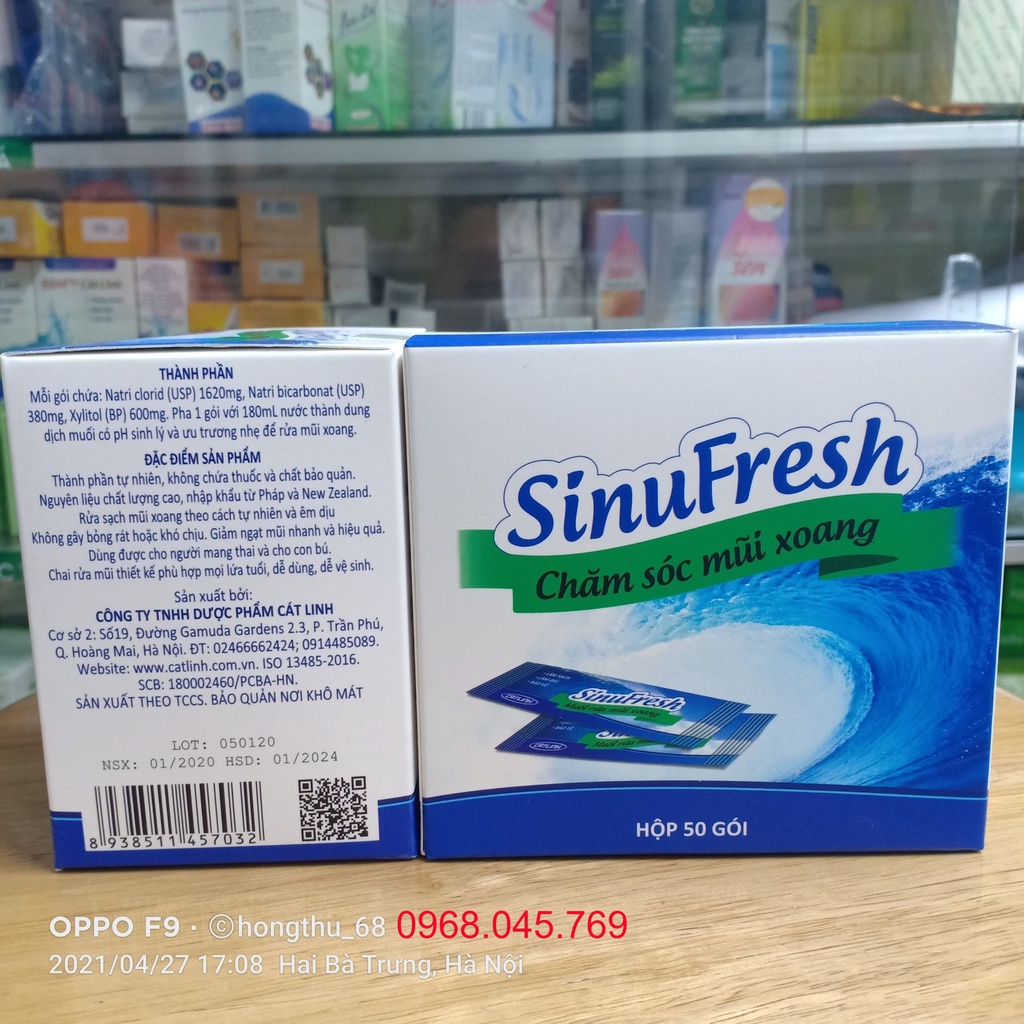 THÀNH PHẦN
Mỗi gói chứa: Natri clorid (USP) 1620mg, Natri bicarbonat (USP)
380mg, Xylitol (BP) 600mg. Pha 1 gói với 180mL nước thành dung
dịch muối có pH sinh lý và ưu trương nhẹ để rửa mũi xoang.
ĐẶC ĐIỂM SẢN PHẨM
Thành phần tự nhiên, không chứa thuốc và chất bảo quản.
Nguyên liệu chất lượng cao, nhập khẩu từ Pháp và New Zealand.
Rửa sạch mũi xoang theo cách tự nhiên và êm dịu
Không gây bỏng rát hoặc khó chịu. Giảm ngạt mũi nhanh và hiệu quả.
Dùng được cho người mang thai và cho con bú.
Chai rửa mũi thiết kế phù hợp mọi lứa tuổi, dễ dùng, dễ vệ sinh.
Sản xuất bởi:
CÔNG TY TNHH DƯỢC PHẨM CÁT LINH
Cơ sở 2: Số19, Đường Gamuda Gardens 2.3, P. Trần Phú,
Q. Hoàng Mai, Hà Nội. ĐT: 02466662424; 0914485089.
Website: www.catlinh.com.vn. ISO 13485-2016.
SCB: 180002460/PCBA-HN.
SẢN XUẤT THEO TCCS. BẢO QUẢN NƠI KHÔ MÁT
LOT: 050120
NSX: 01/2020 HSD: 01/2024
8 938511 457032
SinuFresh
Chăm sóc mũi xoang
SinuFresh
Muối rửa mũi xoang
CATLINH
CATLINH
Muối rửa
HỘP 50 GÓI
OPPO F9 · ©hongthu_68 0968.045.769
2021/04/27 17:08 Hai Bà Trưng, Hà Nội